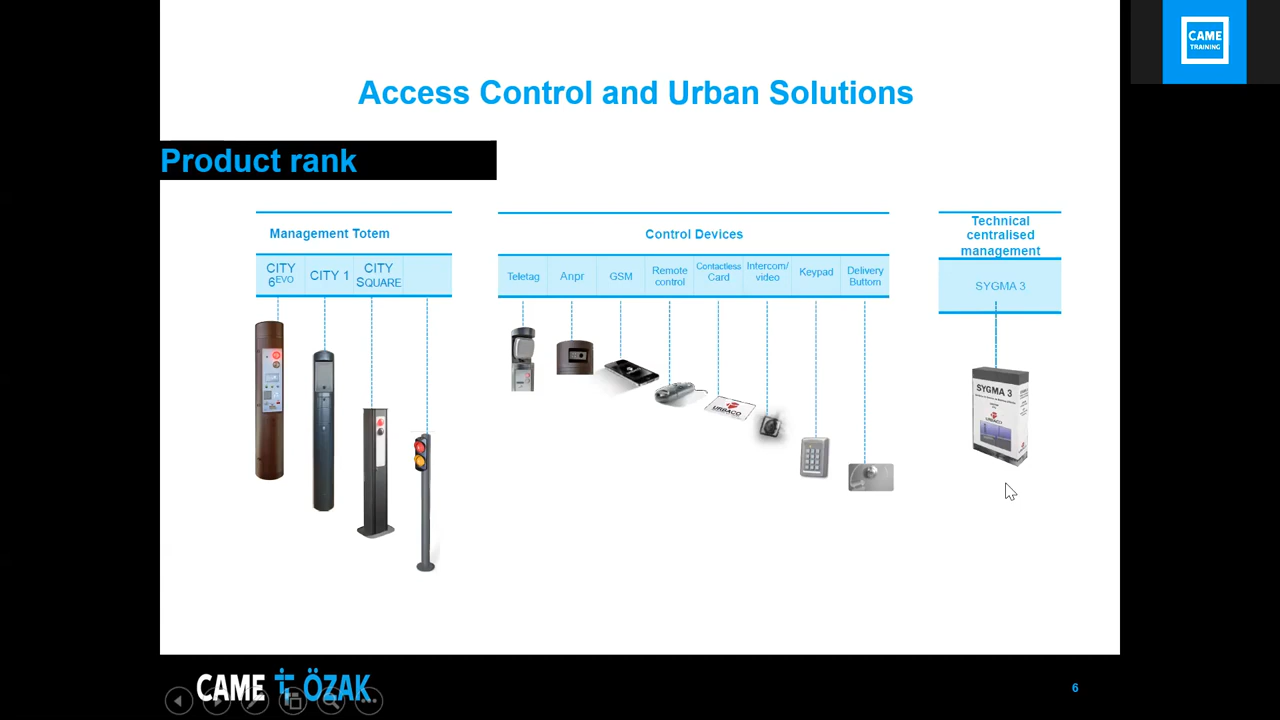 CAME
TRAINING
Access Control and Urban Solutions
Product rank
Management Totem
CITY
6EVO
CITY 1
CITY
SQUARE
Control Devices
Teletag
Anpr
GSM
Remote
control
Contactless
Card
Intercom/
video
Keypad
Delivery
Buttom
Technical
centralised
management
SYGMA 3
URBACO
SYGMA 3
URBACO
CAME ÖZAK
6